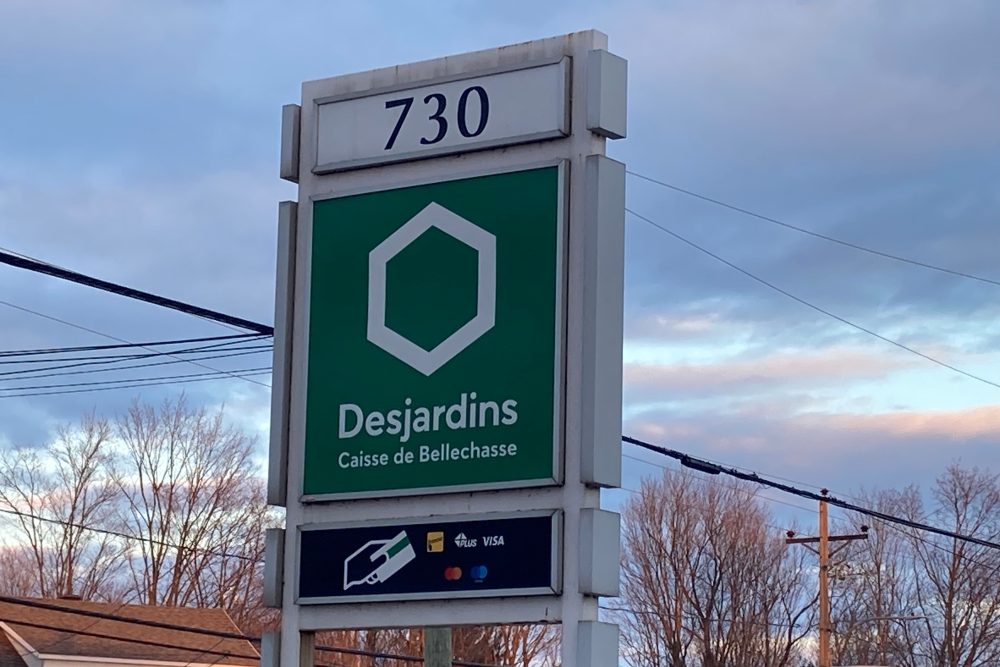 730
Desjardins
Caisse de Bellechasse
PLUS VISA